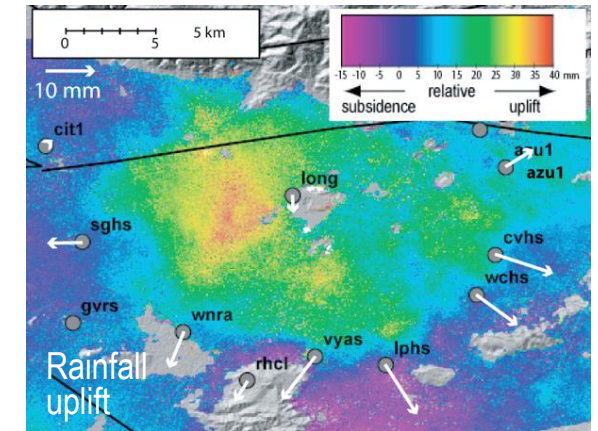 0 5 5 km
10 mm
-15 -10 -5 0 5 10 15 20 25 30 35 40 mm
subsidence relative uplift
cit1
azu1
azu1
long
sghs
cvhs
wchs
gvrs
wnra
vyas
lphs
rhcl
Rainfall
uplift